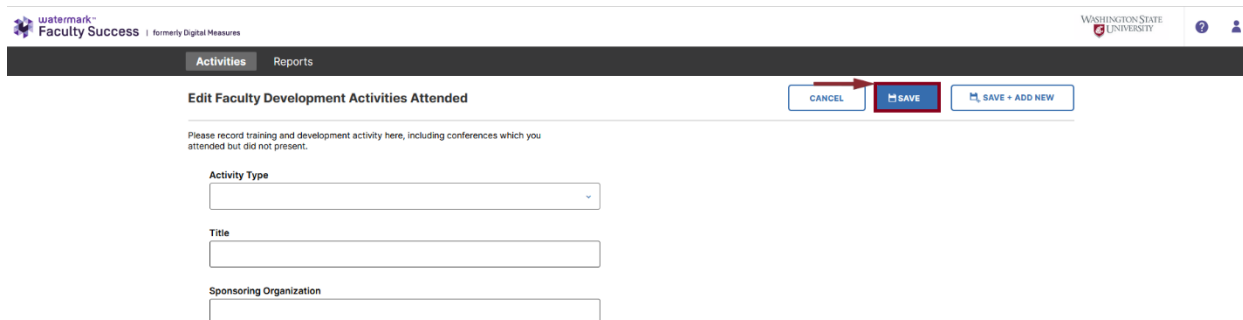 watermark™
Faculty Success | formerly Digital Measures
WASHINGTON STATE
UNIVERSITY
?
Activities Reports
Edit Faculty Development Activities Attended
CANCEL SAVE SAVE + ADD NEW
Please record training and development activity here, including conferences which you
attended but did not present.
Activity Type
Title
Sponsoring Organization